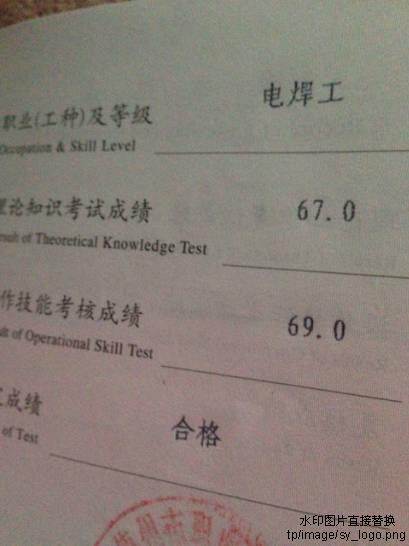 职业(工种)及等级 电焊工
Occupation & Skill Level
理论知识考试成绩 67.0
Result of Theoretical Knowledge Test
作技能考核成绩 69.0
of Operational Skill Test
成绩 合格
of Test
水印图片直接替换
tp/image/sy_logo.png